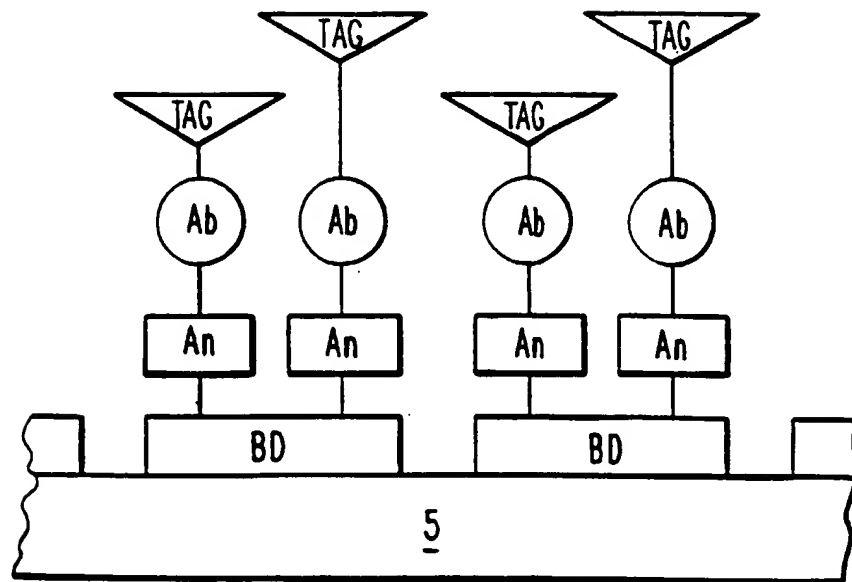 TAG TAG
TAG TAG
Ab Ab Ab Ab
An An An An
BD BD
5